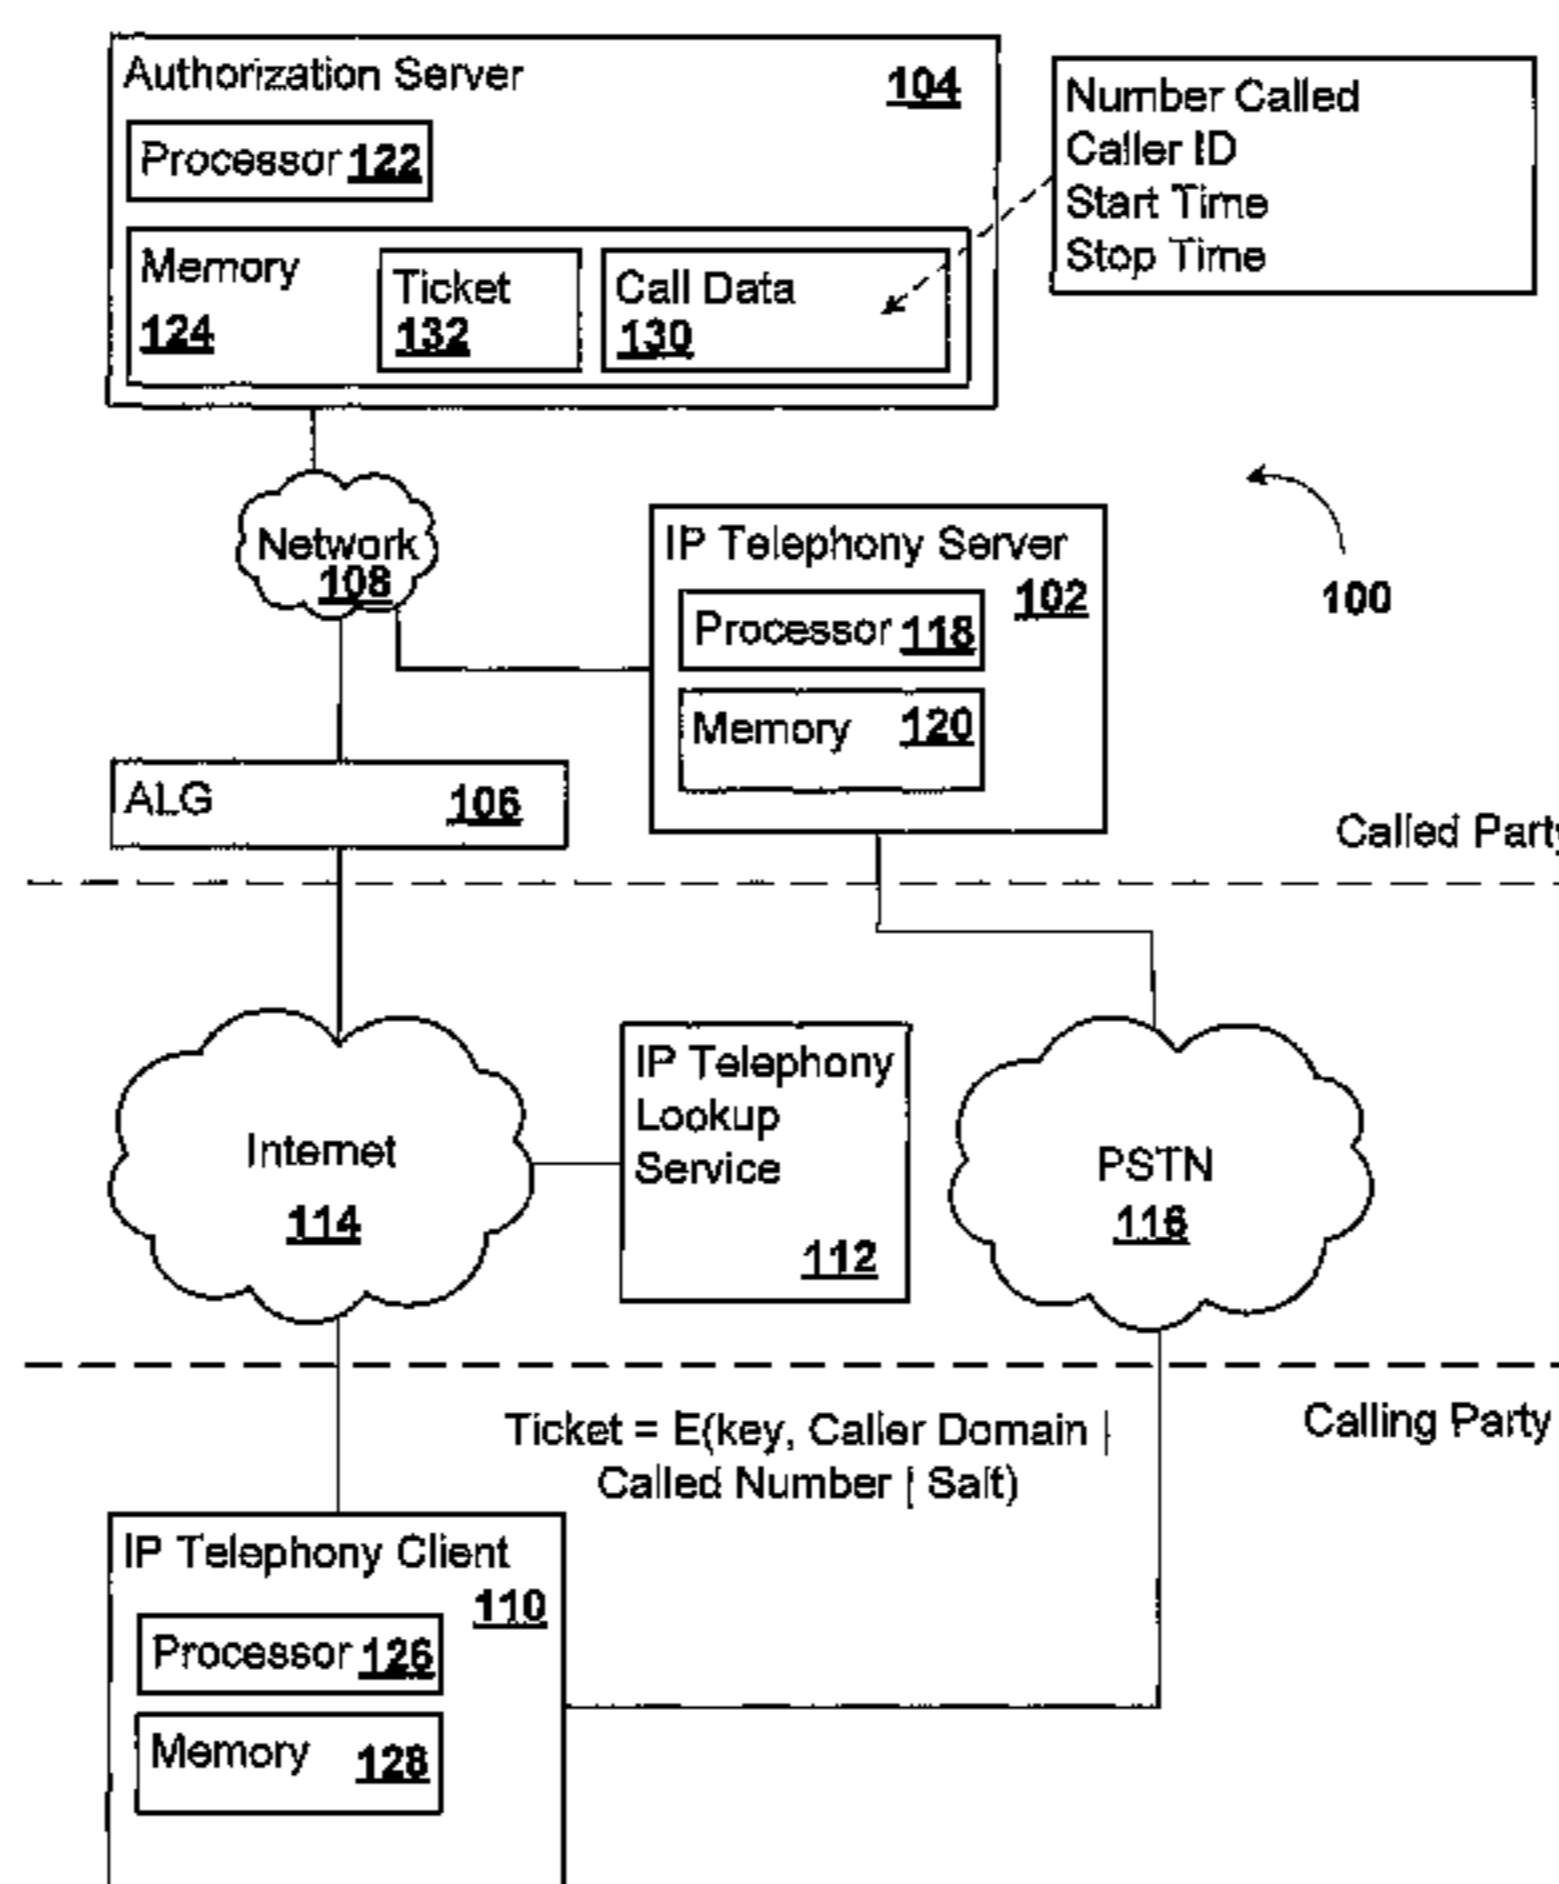 Authorization Server
104
Processor 122
Memory
124
Ticket
132
Call Data
130
Number Called
Caller ID
Start Time
Stop Time
Network
108
IP Telephony Server
102
Processor 118
Memory 120
100
ALG 106
Called Party
Internet
114
IP Telephony
Lookup
Service
112
PSTN
116
Ticket = E(key, Caller Domain |
Called Number | Salt)
Calling Party
IP Telephony Client
110
Processor 126
Memory 128